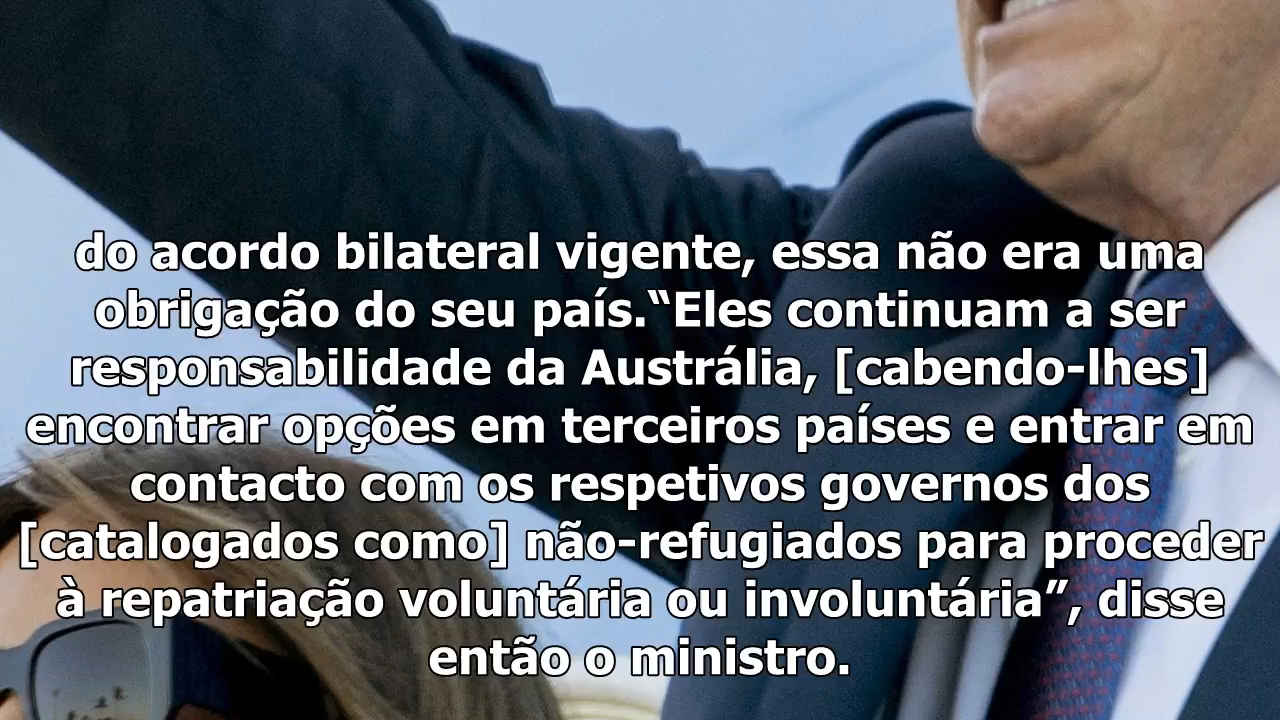 do acordo bilateral vigente, essa não era uma
obrigação do seu país.“Eles continuam a ser
responsabilidade da Austrália, [cabendo-lhes]
encontrar opções em terceiros países e entrar em
contacto com os respetivos governos dos
[catalogados como] não-refugiados para proceder
à repatriação voluntária ou involuntária”, disse
então o ministro.